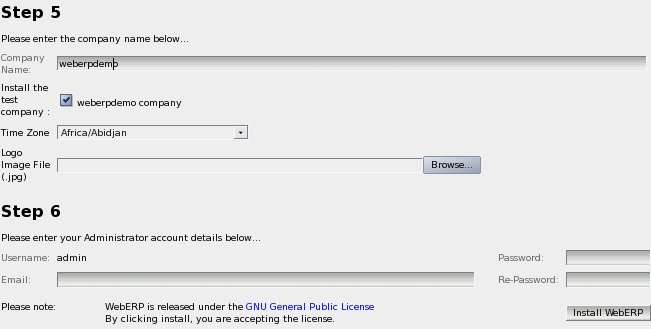 Step 5
Please enter the company name below...
Company
Name:
weberpdemo
Install the
test
company :
weberpdemo company
Time Zone
Africa/Abidjan
Logo
Image File
(.jpg)
Browse...
Step 6
Please enter your Administrator account details below...
Username: admin
Password:
Email:
Re-Password:
Please note:
WebERP is released under the GNU General Public License
By clicking install, you are accepting the license.
Install WebERP